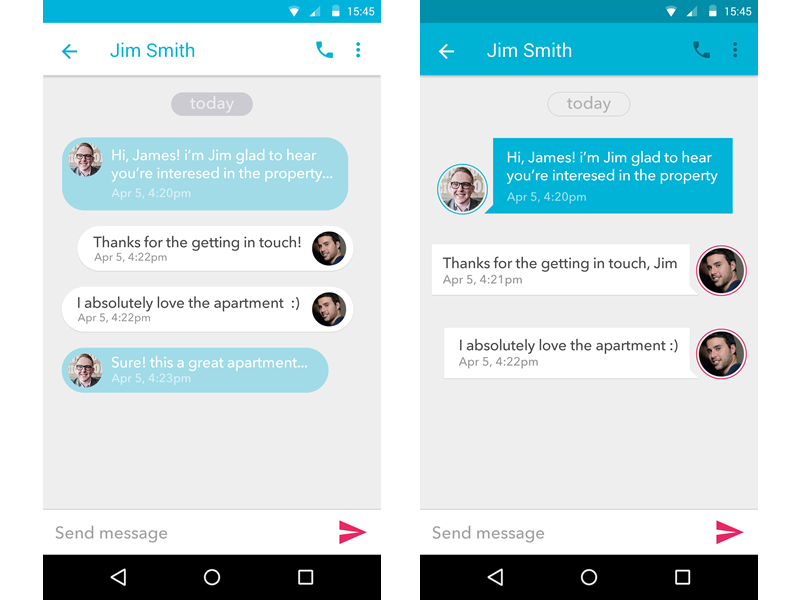 15:45
Jim Smith
today
Hi, James! i’m Jim glad to hear
you’re interesed in the property...
Apr 5, 4:20pm
Thanks for the getting in touch!
Apr 5, 4:22pm
I absolutely love the apartment :)
Apr 5, 4:22pm
Sure! this a great apartment...
Apr 5, 4:23pm
Send message
15:45
Jim Smith
today
Hi, James! i’m Jim glad to hear
you’re interesed in the property
Apr 5, 4:20pm
Thanks for the getting in touch, Jim
Apr 5, 4:21pm
I absolutely love the apartment :)
Apr 5, 4:22pm
Send message